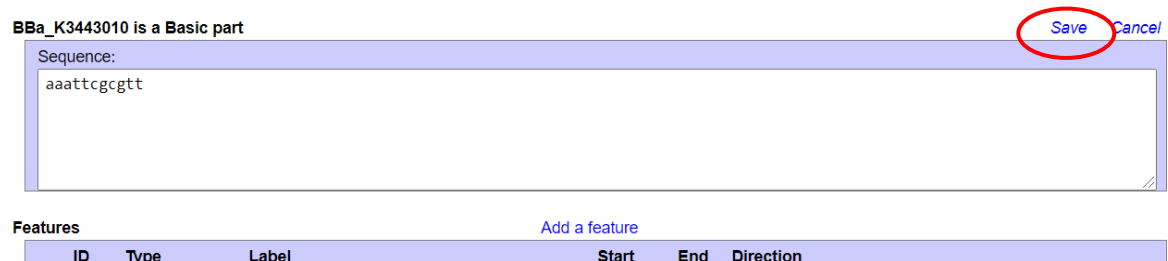 BBa_K3443010 is a Basic part Save Cancel
Sequence:
aaattcgcgtt
Features Add a feature
ID Type Label Start End Direction